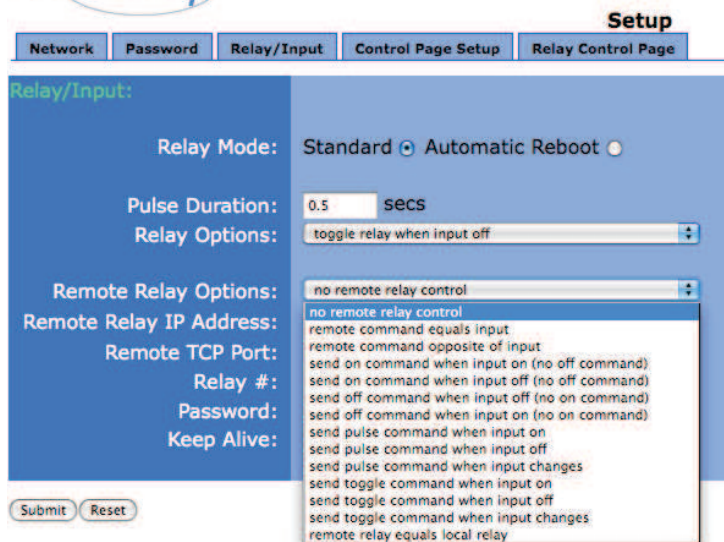 Setup
Network Password Relay/Input Control Page Setup Relay Control Page
Relay/Input:
Relay Mode: Standard Automatic Reboot
Pulse Duration: 0.5 secs
Relay Options: toggle relay when input off
Remote Relay Options: no remote relay control
Remote Relay IP Address:
Remote TCP Port:
Relay #:
Password:
Keep Alive:
no remote relay control
remote command equals input
remote command opposite of input
send on command when input on (no off command)
send on command when input off (no off command)
send off command when input off (no on command)
send off command when input on (no on command)
send pulse command when input on
send pulse command when input off
send pulse command when input changes
send toggle command when input on
send toggle command when input off
send toggle command when input changes
remote relay equals local relay
Submit Reset